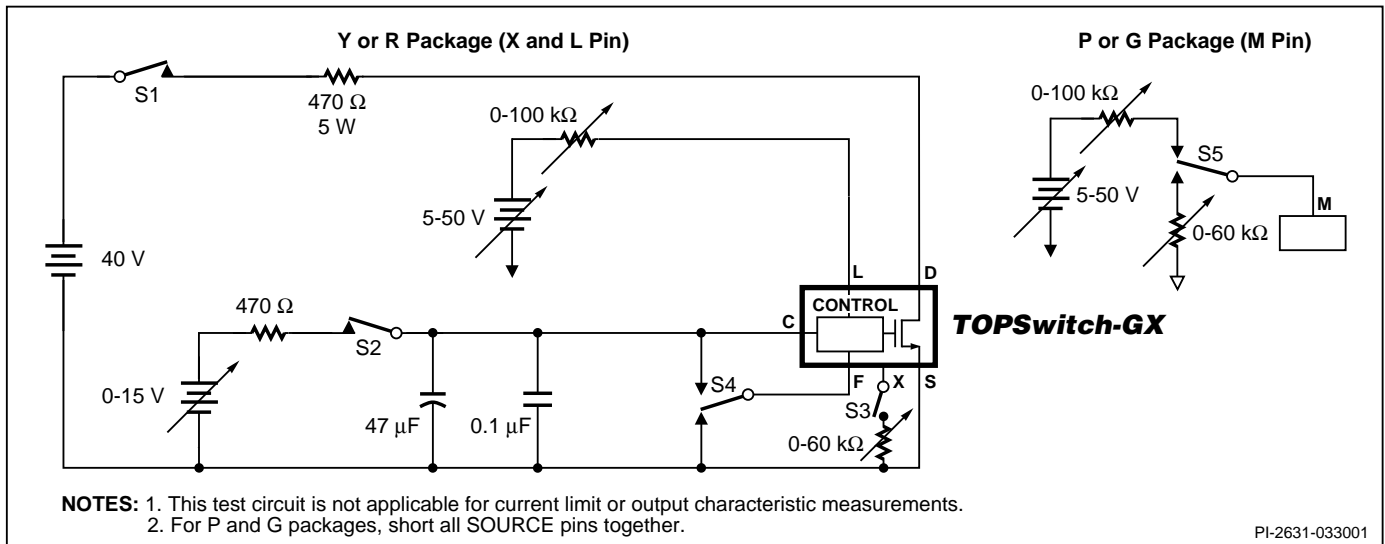 Y or R Package (X and L Pin)
P or G Package (M Pin)
S1
470 Ω
5 W
0-100 kΩ
0-100 kΩ
S5
5-50 V
5-50 V
M
0-60 kΩ
40 V
L
D
470 Ω
CONTROL
C
TOPSwitch-GX
S2
0-15 V
F
X
S
S4
S3
47 µF
0.1 µF
0-60 kΩ
NOTES: 1. This test circuit is not applicable for current limit or output characteristic measurements.
2. For P and G packages, short all SOURCE pins together.
PI-2631-033001